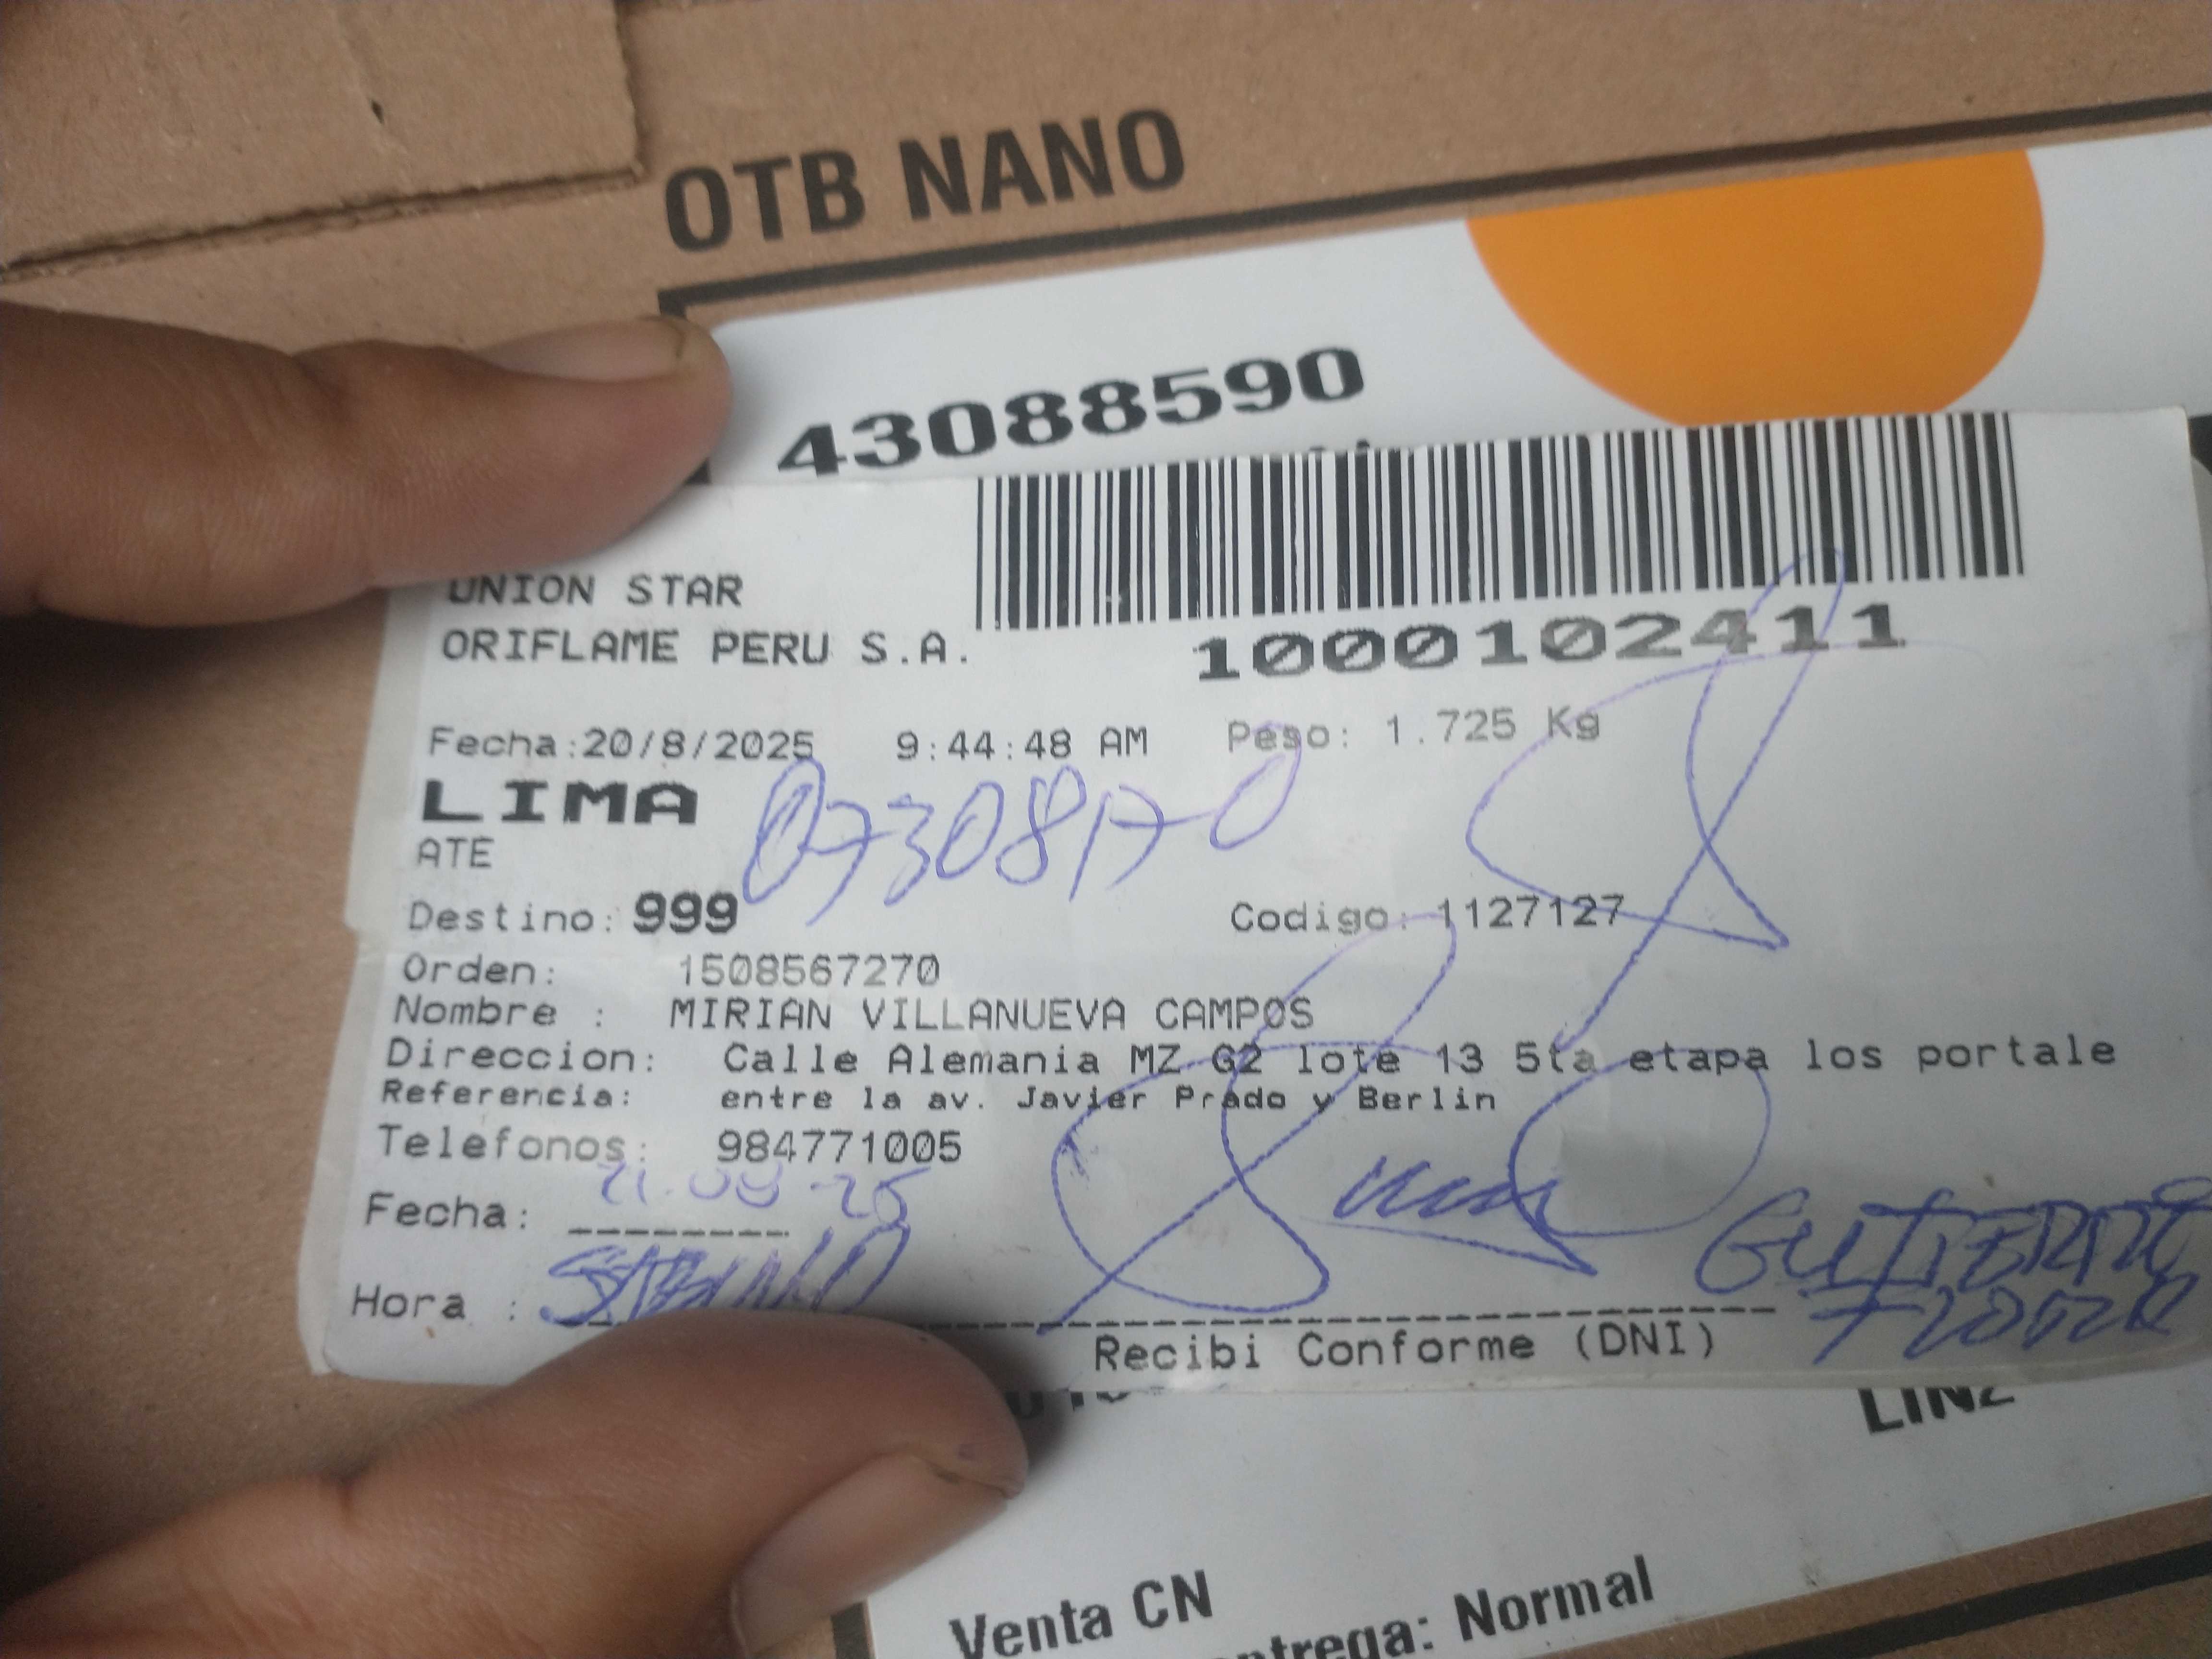 OTB NANO
43088590
UNION STAR
ORIFLAME PERU S.A.
1000102411
Fecha:20/8/2025 9:44:48 AM Peso: 1.725 Kg
LIMA
07308170
ATE
Destino: 999 Codigo: 1127127
Orden: 1508567270
Nombre : MIRIAN VILLANUEVA CAMPOS
Direccion: Calle Alemania MZ G2 lote 13 5ta etapa los portale
Referencia: entre la av. Javier Prado y Berlin
Telefonos: 984771005
Fecha: 21.08-25
Hora :
Recibi Conforme (DNI)
Venta CN
ntrega: Normal